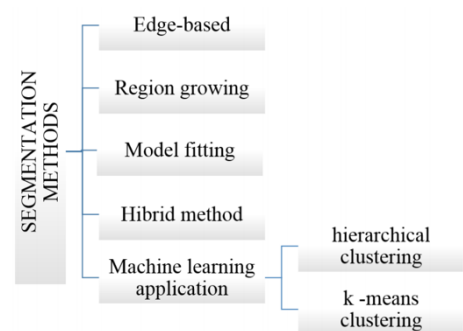 SEGMENTATION
METHODS
Edge-based
Region growing
Model fitting
Hibrid method
Machine learning
application
hierarchical
clustering
k -means
clustering